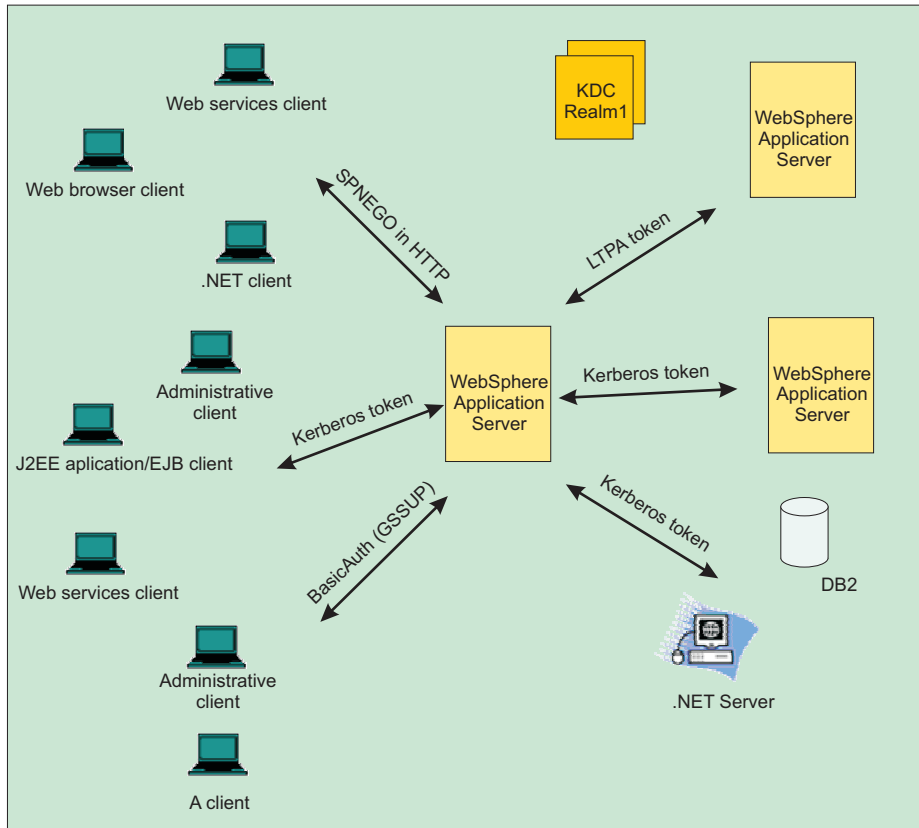 Web services client
KDC
Realm1
WebSphere
Application
Server
Web browser client
SPNEGO in HTTP
LTPA token
.NET client
Administrative
client
WebSphere
Application
Server
Kerberos token
WebSphere
Application
Server
Kerberos token
J2EE aplication/EJB client
BasicAuth (GSSUP)
Kerberos token
Web services client
DB2
Administrative
client
.NET Server
A client